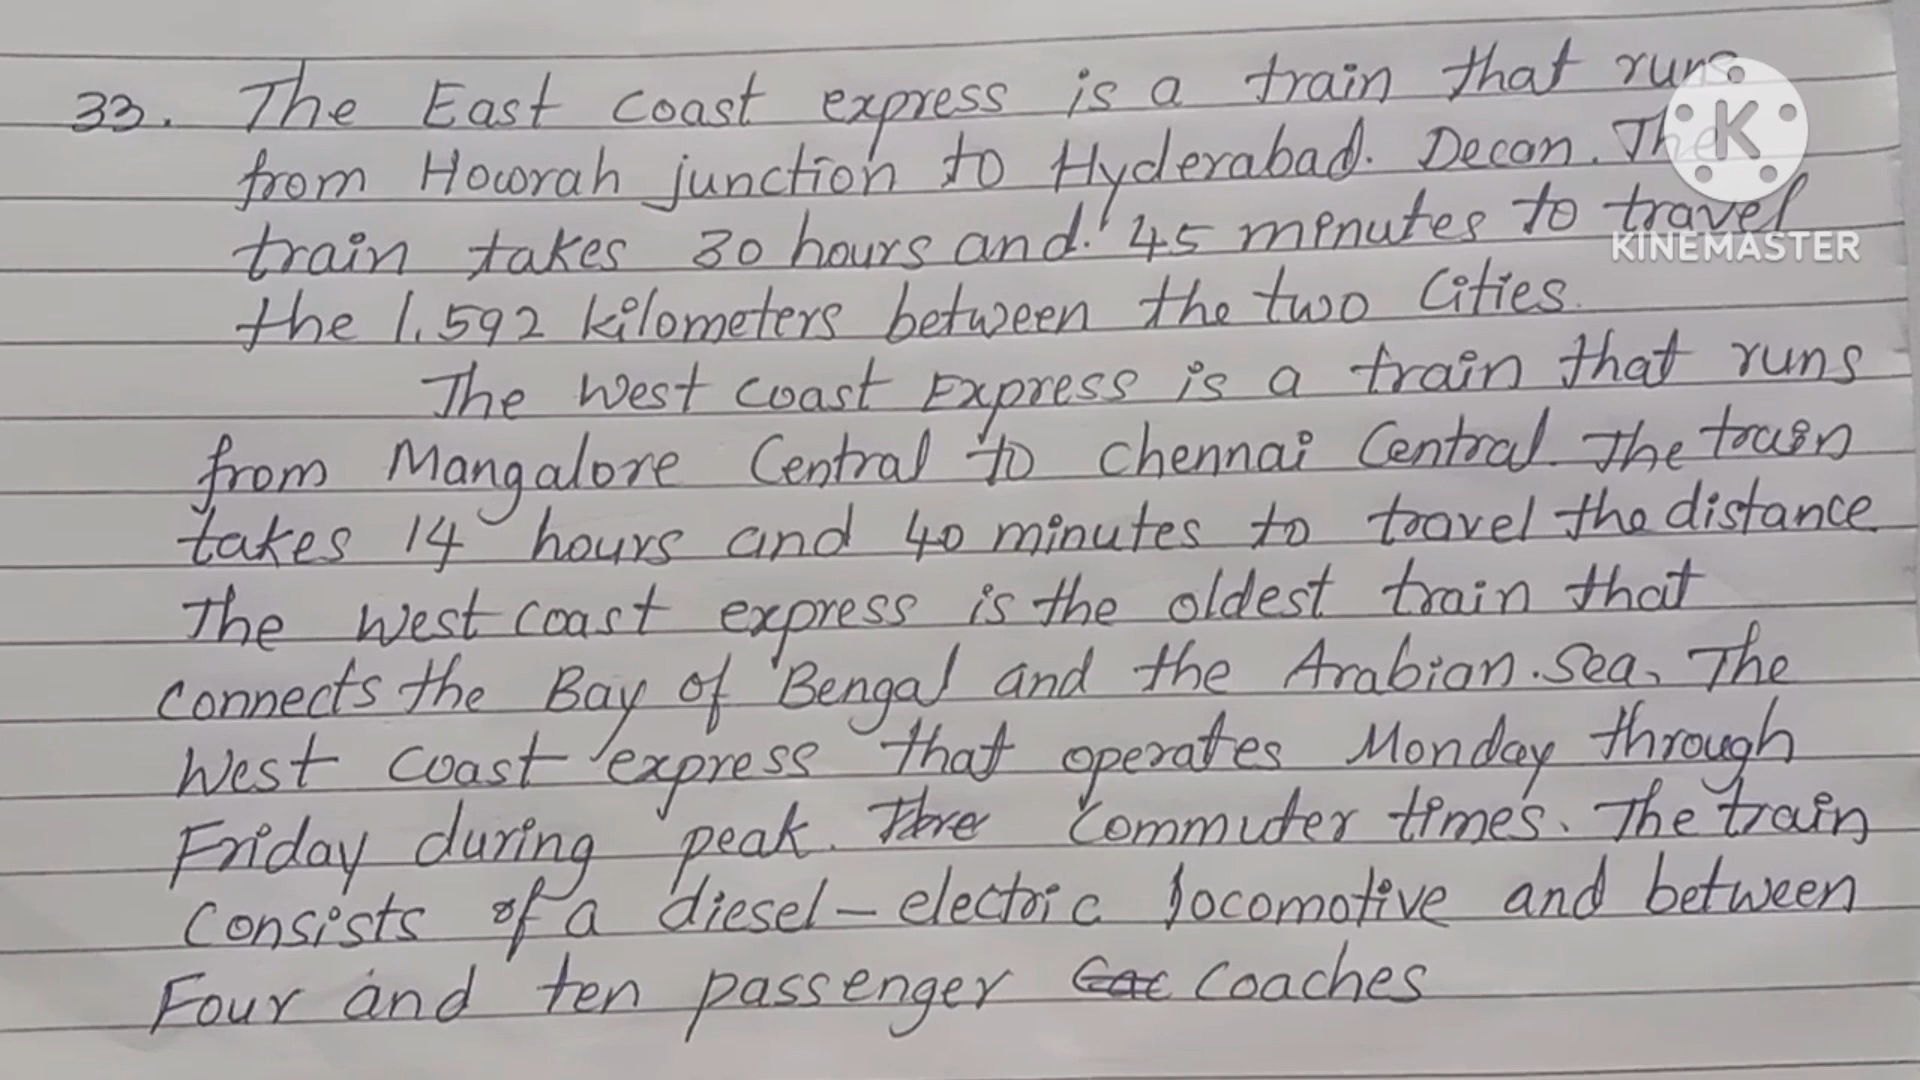 33. The East coast express is a train that runs
from Howrah junction to Hyderabad. Decan. The
train takes 30 hours and. 45 minutes to travel
KINEMASTER
the 1.592 kilometers between the two Cities.
The west coast Express is a train that runs
from Mangalore Central to chennai Central. The train
takes 14 hours and 40 minutes to travel the distance.
The west coast express is the oldest train that
connects the Bay of Bengal and the Arabian. Sea. The
West coast express that operates Monday through
Friday during peak. Commuter times. The train
Consists of a diesel-electric locomotive and between
Four and ten passenger coaches